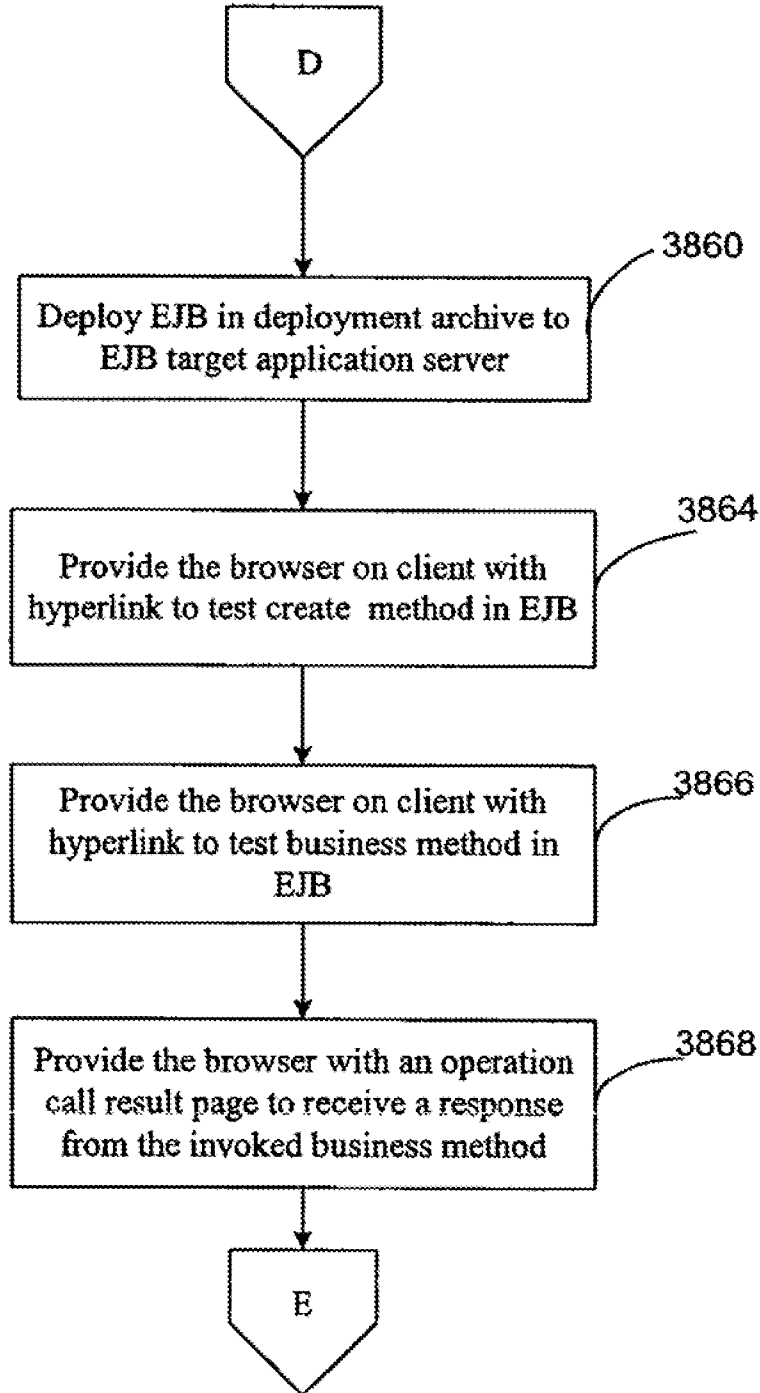 D
3860
Deploy EJB in deployment archive to
EJB target application server
3864
Provide the browser on client with
hyperlink to test create method in EJB
3866
Provide the browser on client with
hyperlink to test business method in
EJB
3868
Provide the browser with an operation
call result page to receive a response
from the invoked business method
E